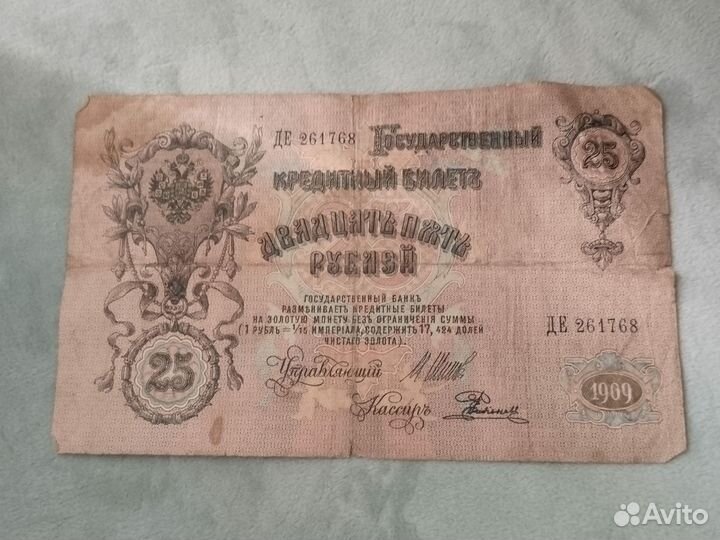 ДЕ 261768 Государственный
Кредитный Билетъ
Двадцать пять
рублей
Государственный Банкъ
размѣниваетъ кредитные билеты
на золотую монету безъ ограниченія суммы
(1 рубль = 1/15 империала, содержитъ 17,424 долей
чистаго золота).
Управляющий
Кассиръ
25
25
ДЕ 261768
1909
Avito